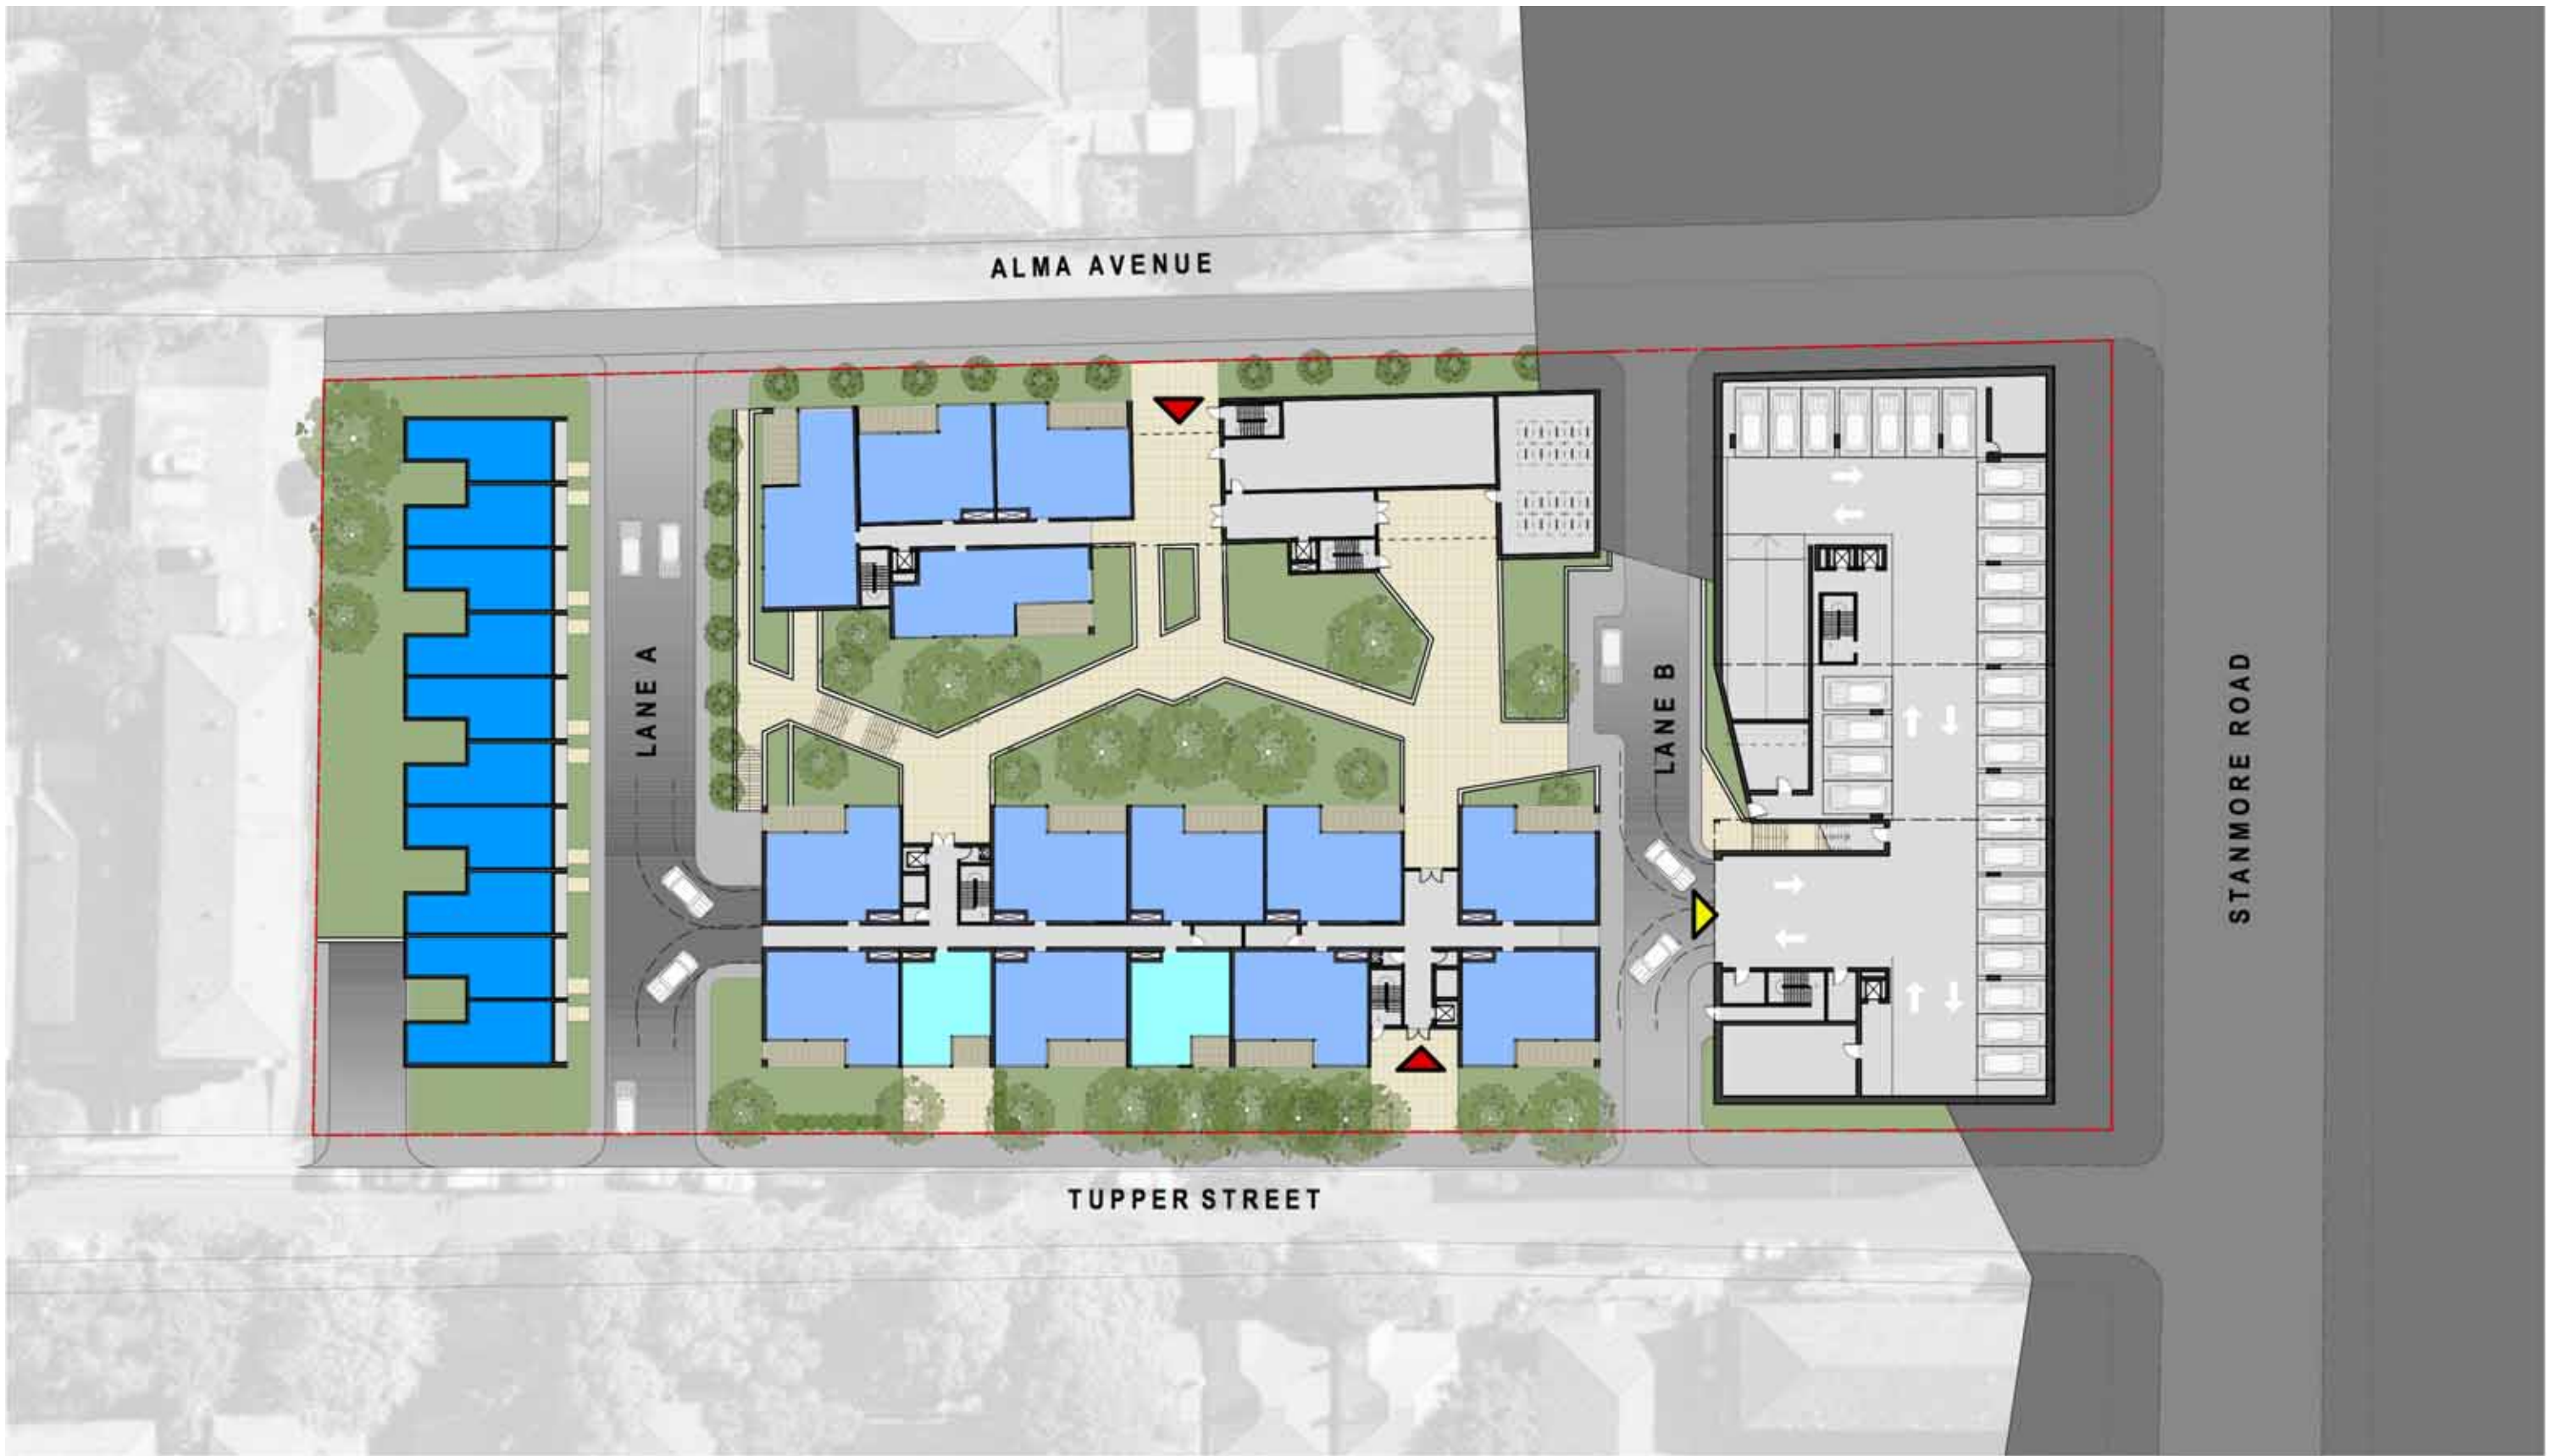 ALMA AVENUE
LANE A
LANE B
STANMORE ROAD
TUPPER STREET